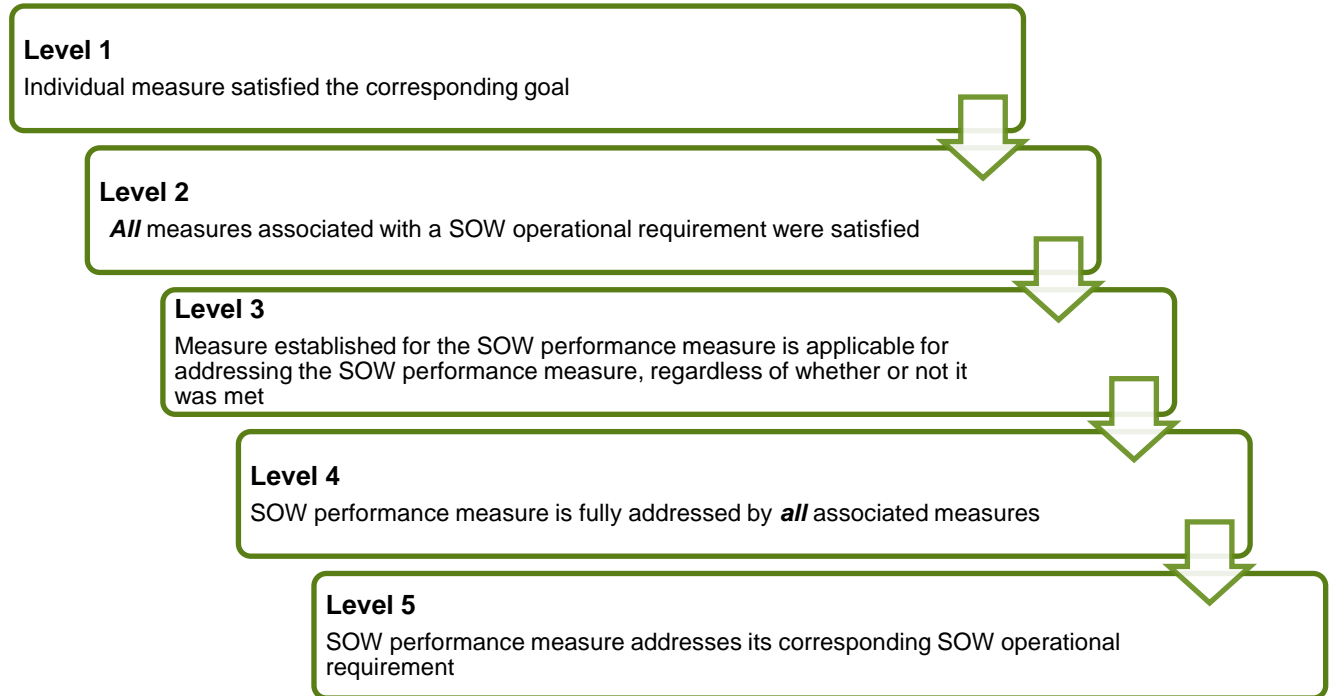 Level 1
Individual measure satisfied the corresponding goal
Level 2
All measures associated with a SOW operational requirement were satisfied
Level 3
Measure established for the SOW performance measure is applicable for
addressing the SOW performance measure, regardless of whether or not it
was met
Level 4
SOW performance measure is fully addressed by all associated measures
Level 5
SOW performance measure addresses its corresponding SOW operational
requirement